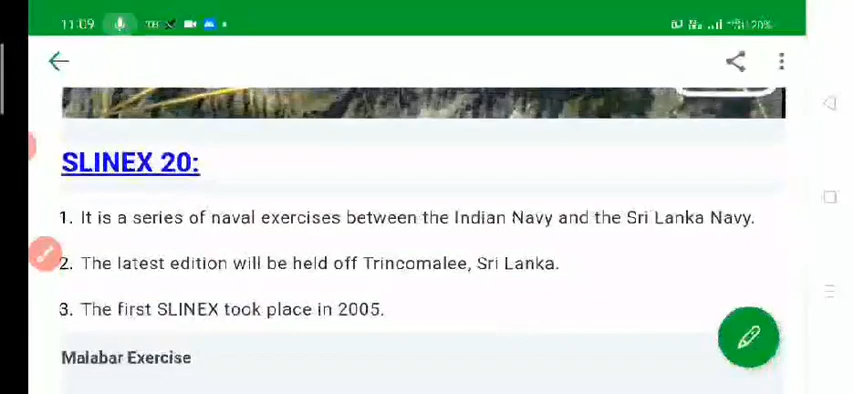 11:09
20%
SLINEX 20:
1. It is a series of naval exercises between the Indian Navy and the Sri Lanka Navy.
2. The latest edition will be held off Trincomalee, Sri Lanka.
3. The first SLINEX took place in 2005.
Malabar Exercise